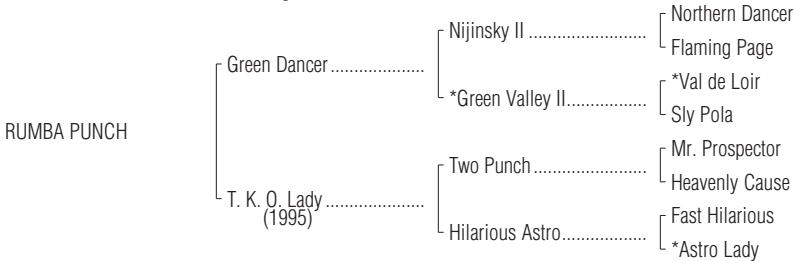 Northern Dancer
Nijinsky II ........................
Flaming Page
Green Dancer...................
*Val de Loir
*Green Valley II................
Sly Pola
RUMBA PUNCH
Mr. Prospector
Two Punch .......................
Heavenly Cause
T. K. O. Lady ....................
(1995)
Fast Hilarious
Hilarious Astro.................
*Astro Lady